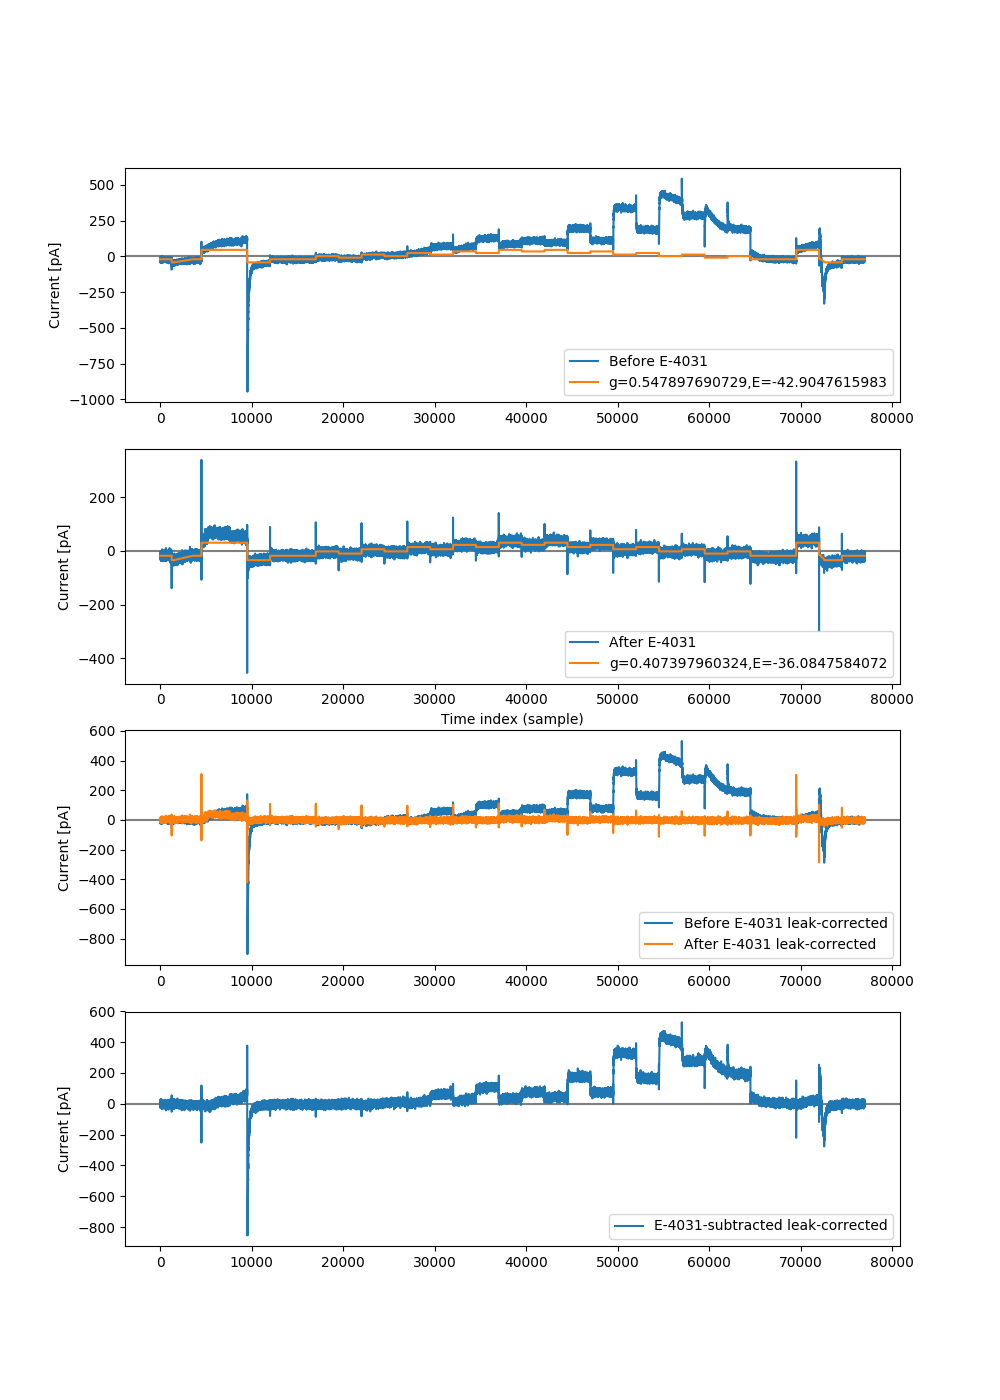 500
250
0
−250
−500
−750
−1000
Current [pA]
Before E-4031
g=0.547897690729,E=-42.9047615983
0 10000 20000 30000 40000 50000 60000 70000 80000
200
0
−200
−400
Current [pA]
After E-4031
g=0.407397960324,E=-36.0847584072
0 10000 20000 30000 40000 50000 60000 70000 80000
Time index (sample)
600
400
200
0
−200
−400
−600
−800
Current [pA]
Before E-4031 leak-corrected
After E-4031 leak-corrected
0 10000 20000 30000 40000 50000 60000 70000 80000
600
400
200
0
−200
−400
−600
−800
Current [pA]
E-4031-subtracted leak-corrected
0 10000 20000 30000 40000 50000 60000 70000 80000